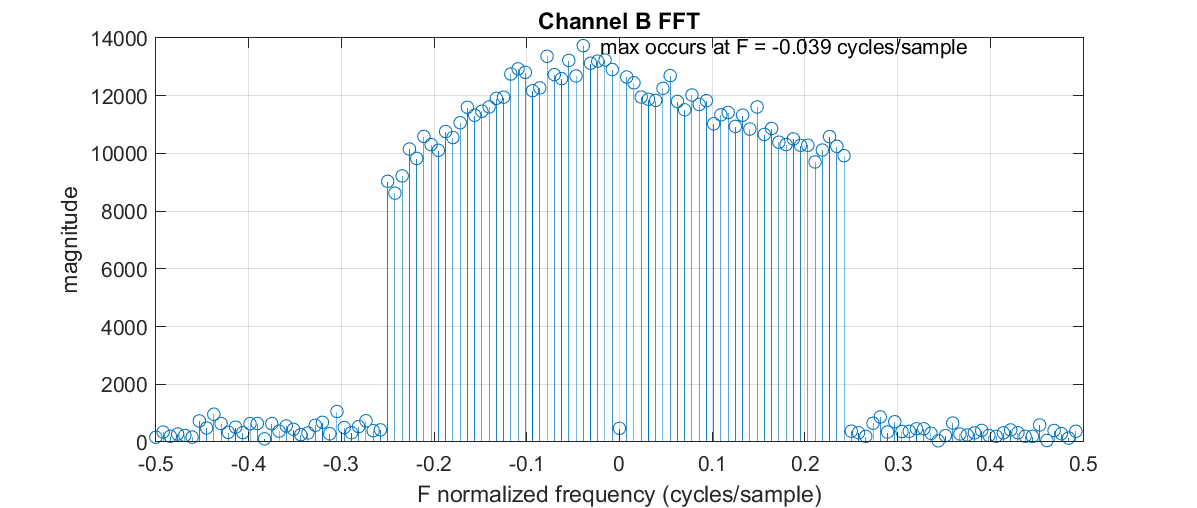 Channel B FFT
max occurs at F = -0.039 cycles/sample
14000
12000
10000
8000
6000
4000
2000
0
magnitude
-0.5 -0.4 -0.3 -0.2 -0.1 0 0.1 0.2 0.3 0.4 0.5
F normalized frequency (cycles/sample)